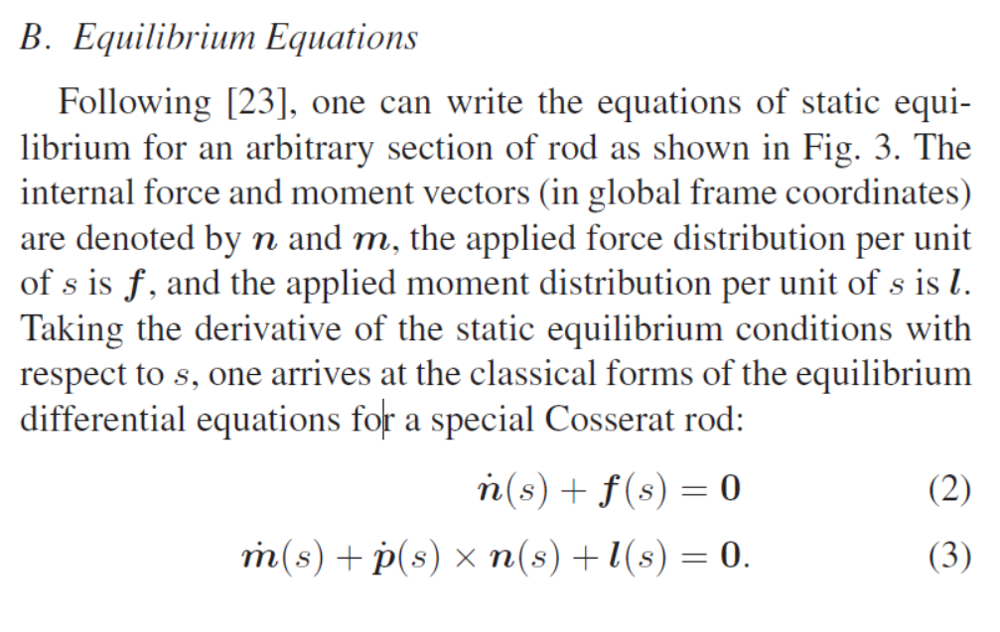 B. Equilibrium Equations
Following [23], one can write the equations of static equi-
librium for an arbitrary section of rod as shown in Fig. 3. The
internal force and moment vectors (in global frame coordinates)
are denoted by n and m, the applied force distribution per unit
of s is f, and the applied moment distribution per unit of s is l.
Taking the derivative of the static equilibrium conditions with
respect to s, one arrives at the classical forms of the equilibrium
differential equations for a special Cosserat rod:
ṅ(s) + f(s) = 0 (2)
ṁ(s) + ṗ(s) × n(s) + l(s) = 0. (3)